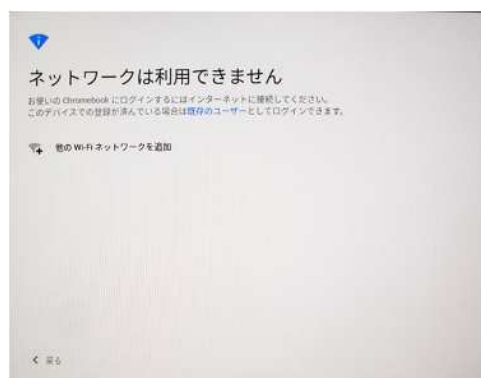 ネットワークは利用できません
お使いの Chromebook にログインするにはインターネットに接続してください。
このデバイスでの登録が済んでいる場合は既存のユーザーとしてログインできます。
他の Wi-Fi ネットワークを追加
戻る